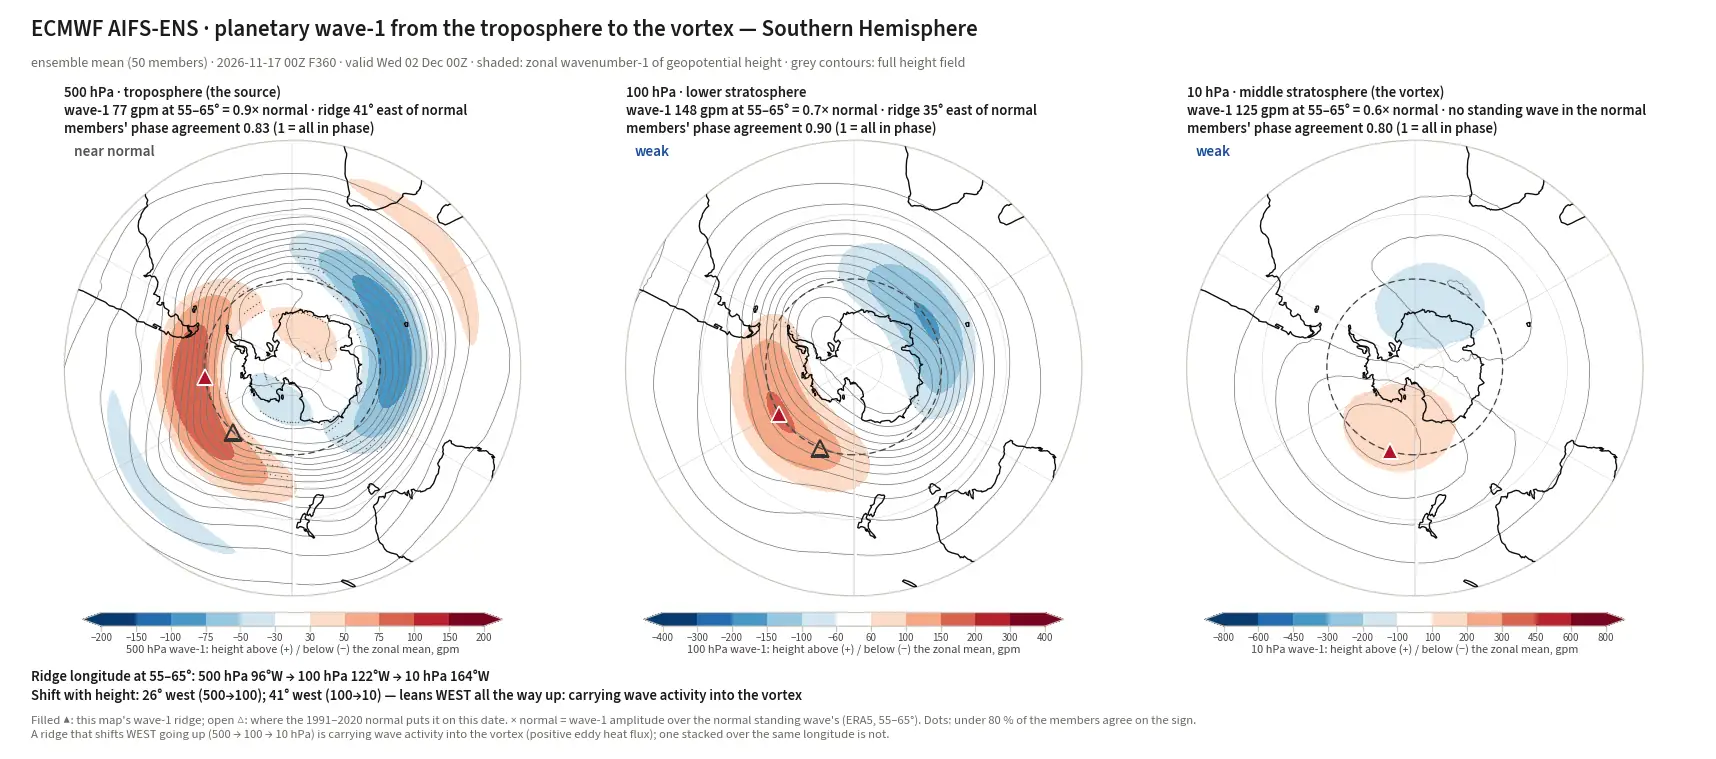 ECMWF AIFS-ENS · planetary wave-1 from the troposphere to the vortex — Southern Hemisphere
ensemble mean (50 members) · 2026-11-17 00Z F360 · valid Wed 02 Dec 00Z · shaded: zonal wavenumber-1 of geopotential height · grey contours: full height field
500 hPa · troposphere (the source)
wave-1 77 gpm at 55–65° = 0.9× normal · ridge 41° east of normal
members' phase agreement 0.83 (1 = all in phase)
near normal
100 hPa · lower stratosphere
wave-1 148 gpm at 55–65° = 0.7× normal · ridge 35° east of normal
members' phase agreement 0.90 (1 = all in phase)
weak
10 hPa · middle stratosphere (the vortex)
wave-1 125 gpm at 55–65° = 0.6× normal · no standing wave in the normal
members' phase agreement 0.80 (1 = all in phase)
weak
−200 −150 −100 −75 −50 −30 30 50 75 100 150 200
500 hPa wave-1: height above (+) / below (−) the zonal mean, gpm
−400 −300 −200 −150 −100 −60 60 100 150 200 300 400
100 hPa wave-1: height above (+) / below (−) the zonal mean, gpm
−800 −600 −450 −300 −200 −100 100 200 300 450 600 800
10 hPa wave-1: height above (+) / below (−) the zonal mean, gpm
Ridge longitude at 55–65°: 500 hPa 96°W → 100 hPa 122°W → 10 hPa 164°W
Shift with height: 26° west (500→100); 41° west (100→10) — leans WEST all the way up: carrying wave activity into the vortex
Filled ▲: this map's wave-1 ridge; open △: where the 1991–2020 normal puts it on this date. × normal = wave-1 amplitude over the normal standing wave's (ERA5, 55–65°). Dots: under 80 % of the members agree on the sign.
A ridge that shifts WEST going up (500 → 100 → 10 hPa) is carrying wave activity into the vortex (positive eddy heat flux); one stacked over the same longitude is not.